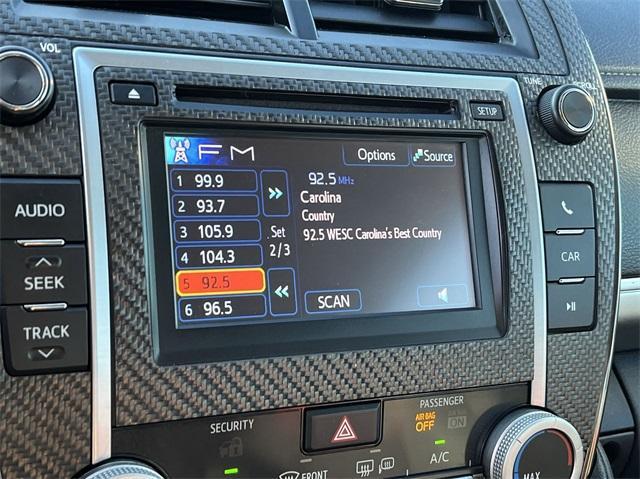 VOL
SETUP
TUNE
SCROLL
FM
Options
Source
1 99.9
2 93.7
3 105.9
4 104.3
5 92.5
6 96.5
Set
2/3
92.5 MHz
Carolina
Country
92.5 WESC Carolina's Best Country
SCAN
AUDIO
SEEK
TRACK
CAR
SECURITY
PASSENGER
AIR BAG
OFF
ON
FRONT
A/C
MAX